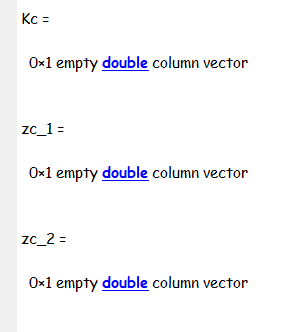 Kc =
0×1 empty double column vector
zc_1 =
0×1 empty double column vector
zc_2 =
0×1 empty double column vector